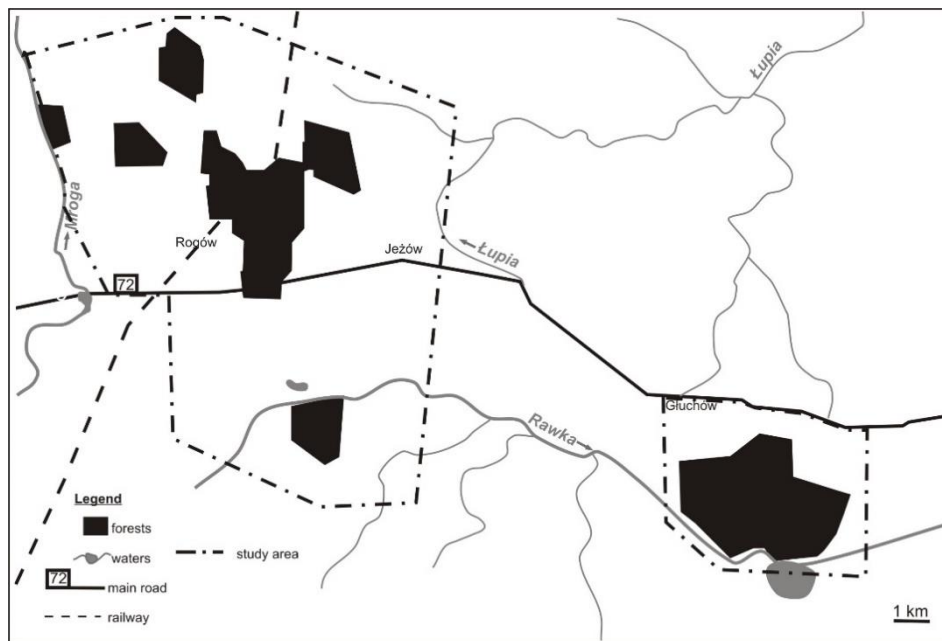 Łupia
Mroga
Rogów
Jeżów
Łupia
72
Głuchów
Rawka
Legend
forests
waters
study area
72
main road
railway
1 km